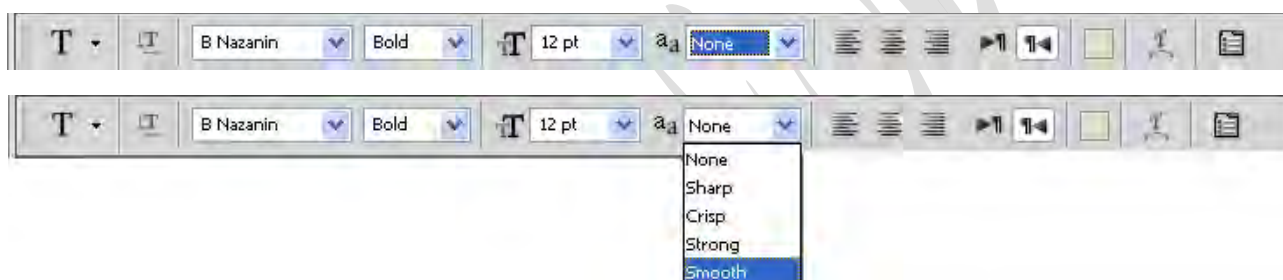 T B Nazanin Bold T 12 pt aa None
T B Nazanin Bold T 12 pt aa None
None
Sharp
Crisp
Strong
Smooth